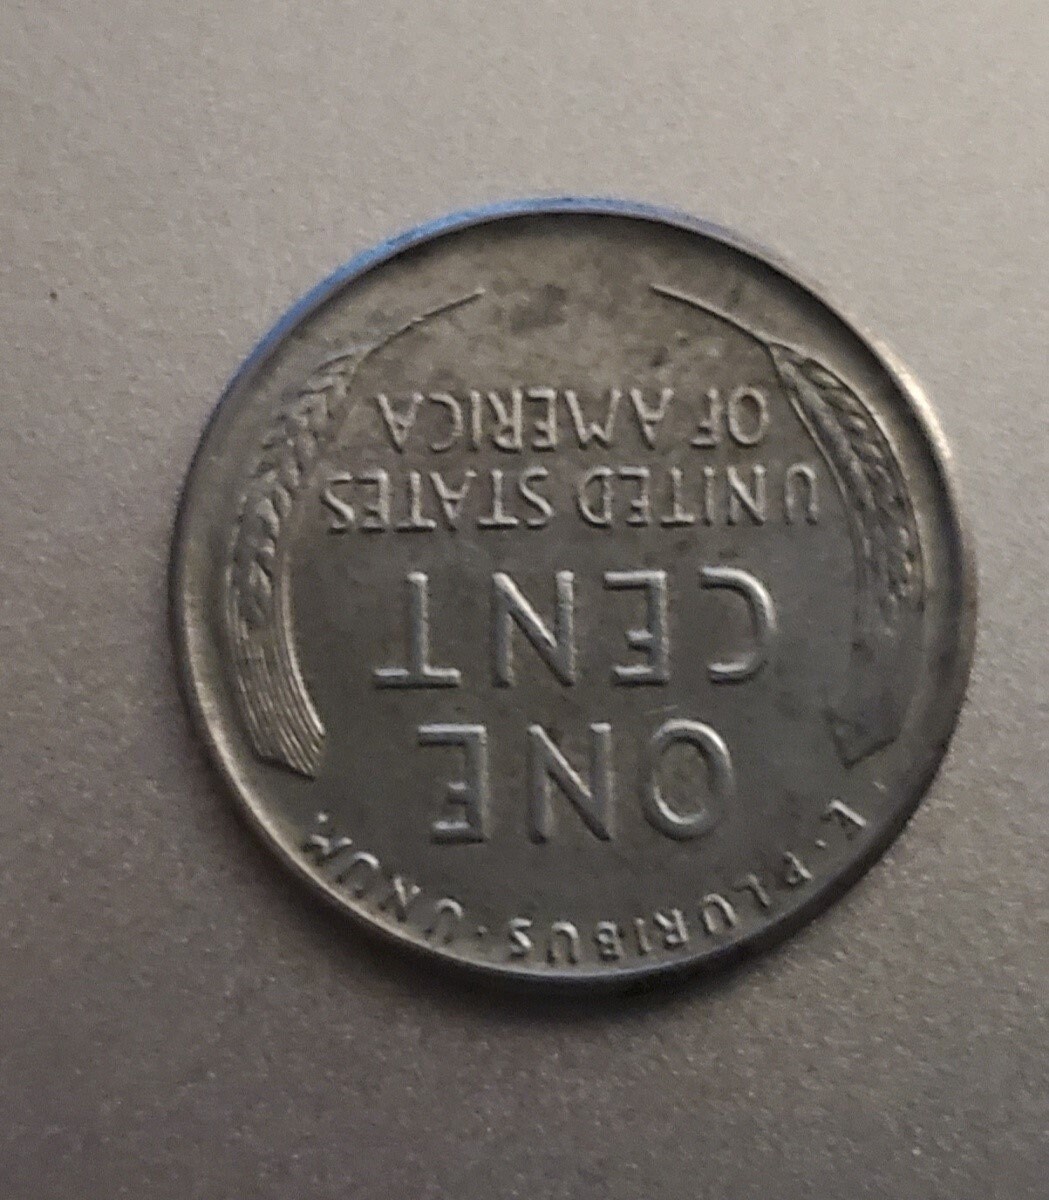 E · PLURIBUS · UNUM ·
ONE
CENT
UNITED STATES
OF AMERICA